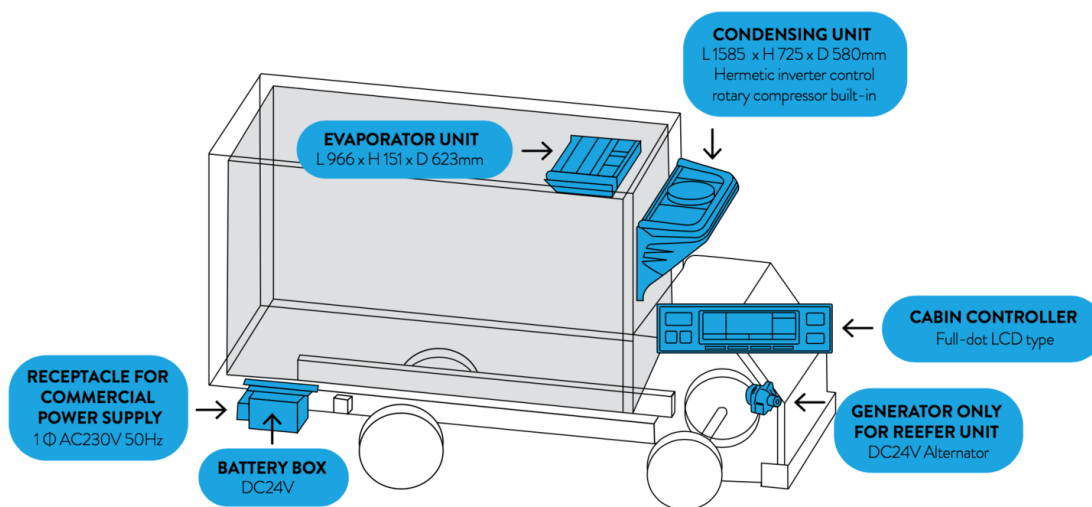 CONDENSING UNIT
L 1585 x H 725 x D 580mm
Hermetic inverter control
rotary compressor built-in
EVAPORATOR UNIT
L 966 x H 151 x D 623mm
CABIN CONTROLLER
Full-dot LCD type
RECEPTACLE FOR
COMMERCIAL
POWER SUPPLY
1 Φ AC230V 50Hz
BATTERY BOX
DC24V
GENERATOR ONLY
FOR REEFER UNIT
DC24V Alternator